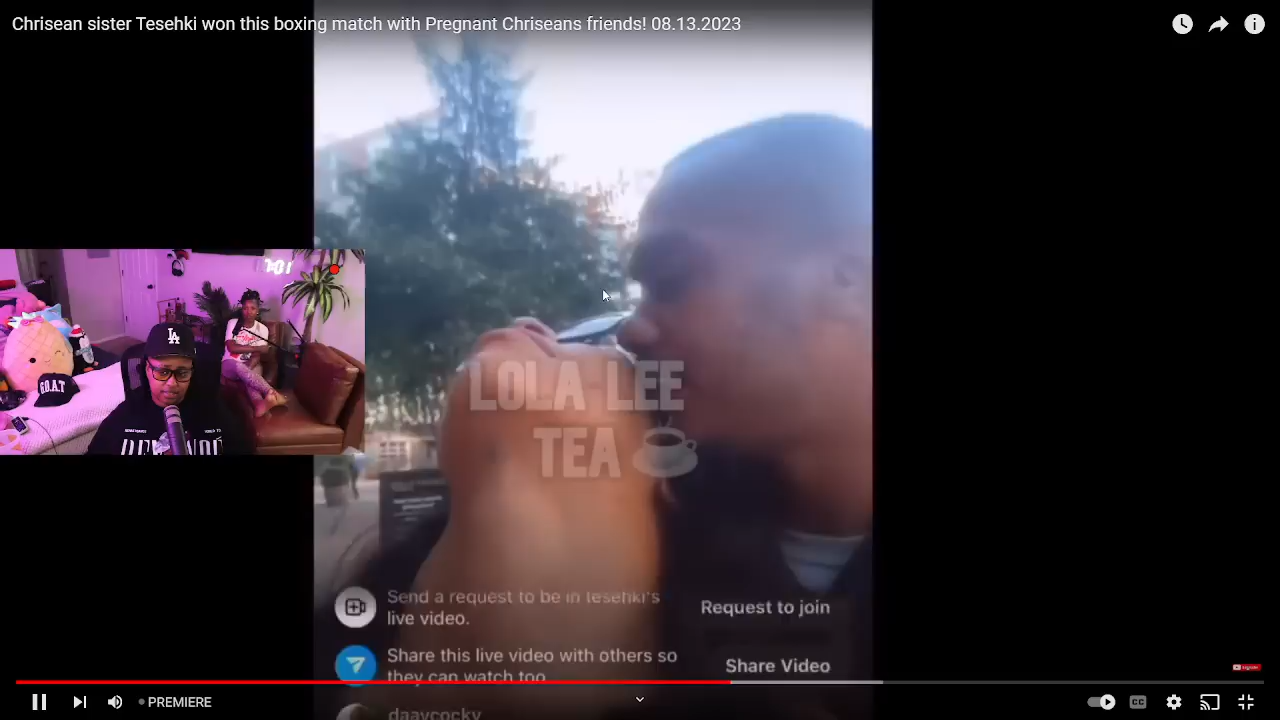 Chrisean sister Tesehki won this boxing match with Pregnant Chriseans friends! 08.13.2023
LA
G.O.A.T
LOLA LEE
TEA
Send a request to be in tesehki's
live video.
Request to join
Share this live video with others so
they can watch too
Share Video
daaycocky
PREMIERE
CC